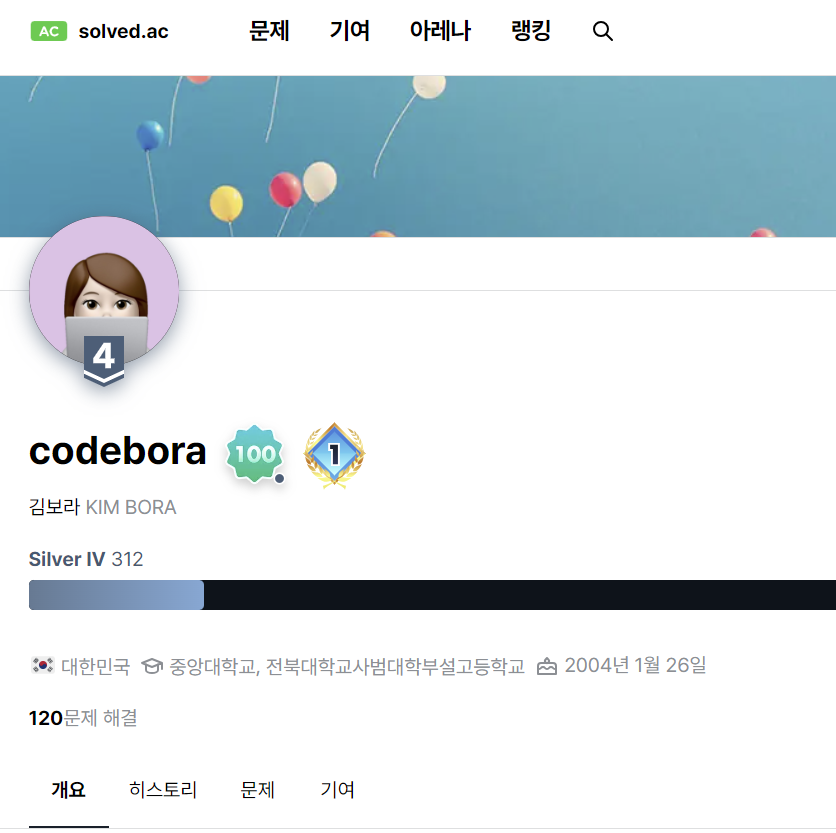 AC solved.ac 문제 기여 아레나 랭킹
4
codebora 100 1
김보라 KIM BORA
Silver IV 312
대한민국 중앙대학교, 전북대학교사범대학부설고등학교 2004년 1월 26일
120문제 해결
개요 히스토리 문제 기여